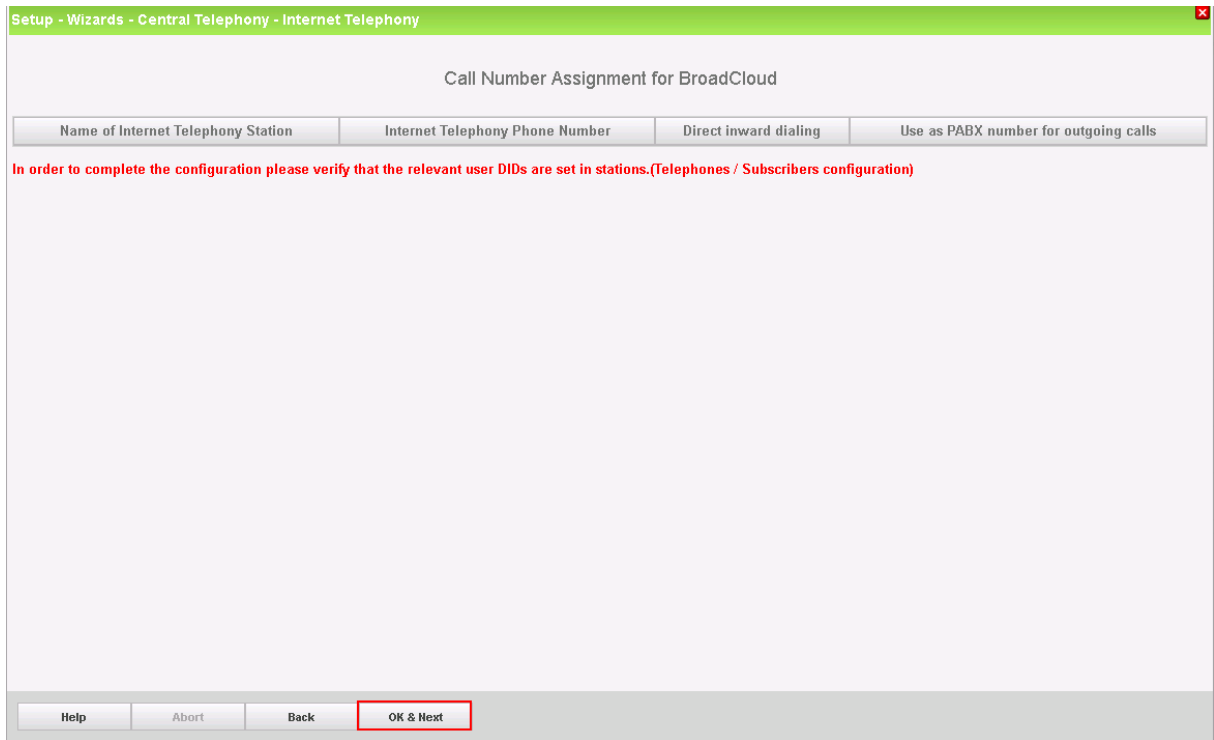 Setup - Wizards - Central Telephony - Internet Telephony
Call Number Assignment for BroadCloud
Name of Internet Telephony Station Internet Telephony Phone Number Direct inward dialing Use as PABX number for outgoing calls
In order to complete the configuration please verify that the relevant user DIDs are set in stations.(Telephones / Subscribers configuration)
Help Abort Back OK & Next